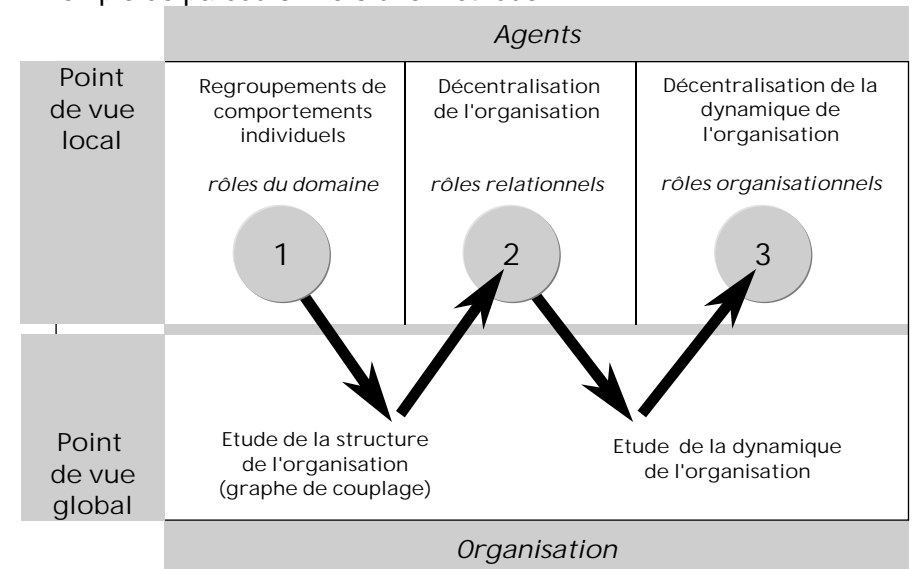 Agents
Point
de vue
local
Regroupements de
comportements
individuels
rôles du domaine
1
Décentralisation
de l'organisation
rôles relationnels
2
Décentralisation de la
dynamique de
l'organisation
rôles organisationnels
3
Point
de vue
global
Etude de la structure
de l'organisation
(graphe de couplage)
Etude de la dynamique
de l'organisation
Organisation